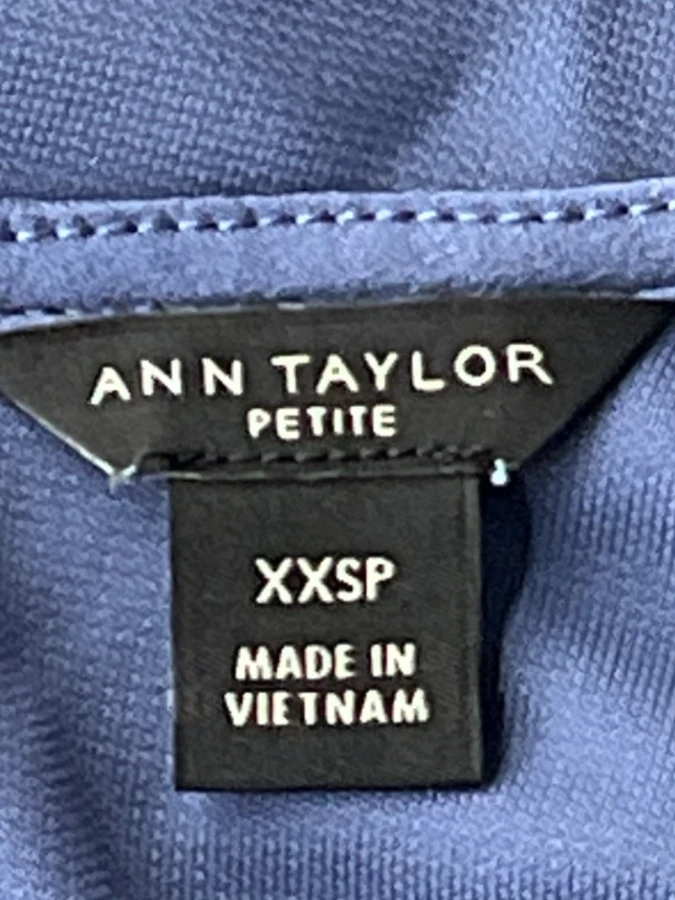 ANN TAYLOR
PETITE
XXSP
MADE IN
VIETNAM